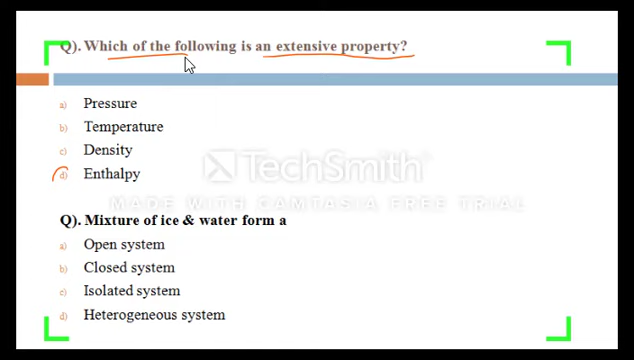 Q). Which of the following is an extensive property?
a) Pressure
b) Temperature
c) Density
d) Enthalpy
TechSmith
MADE WITH CAMTASIA FREE TRIAL
Q). Mixture of ice & water form a
a) Open system
b) Closed system
c) Isolated system
d) Heterogeneous system